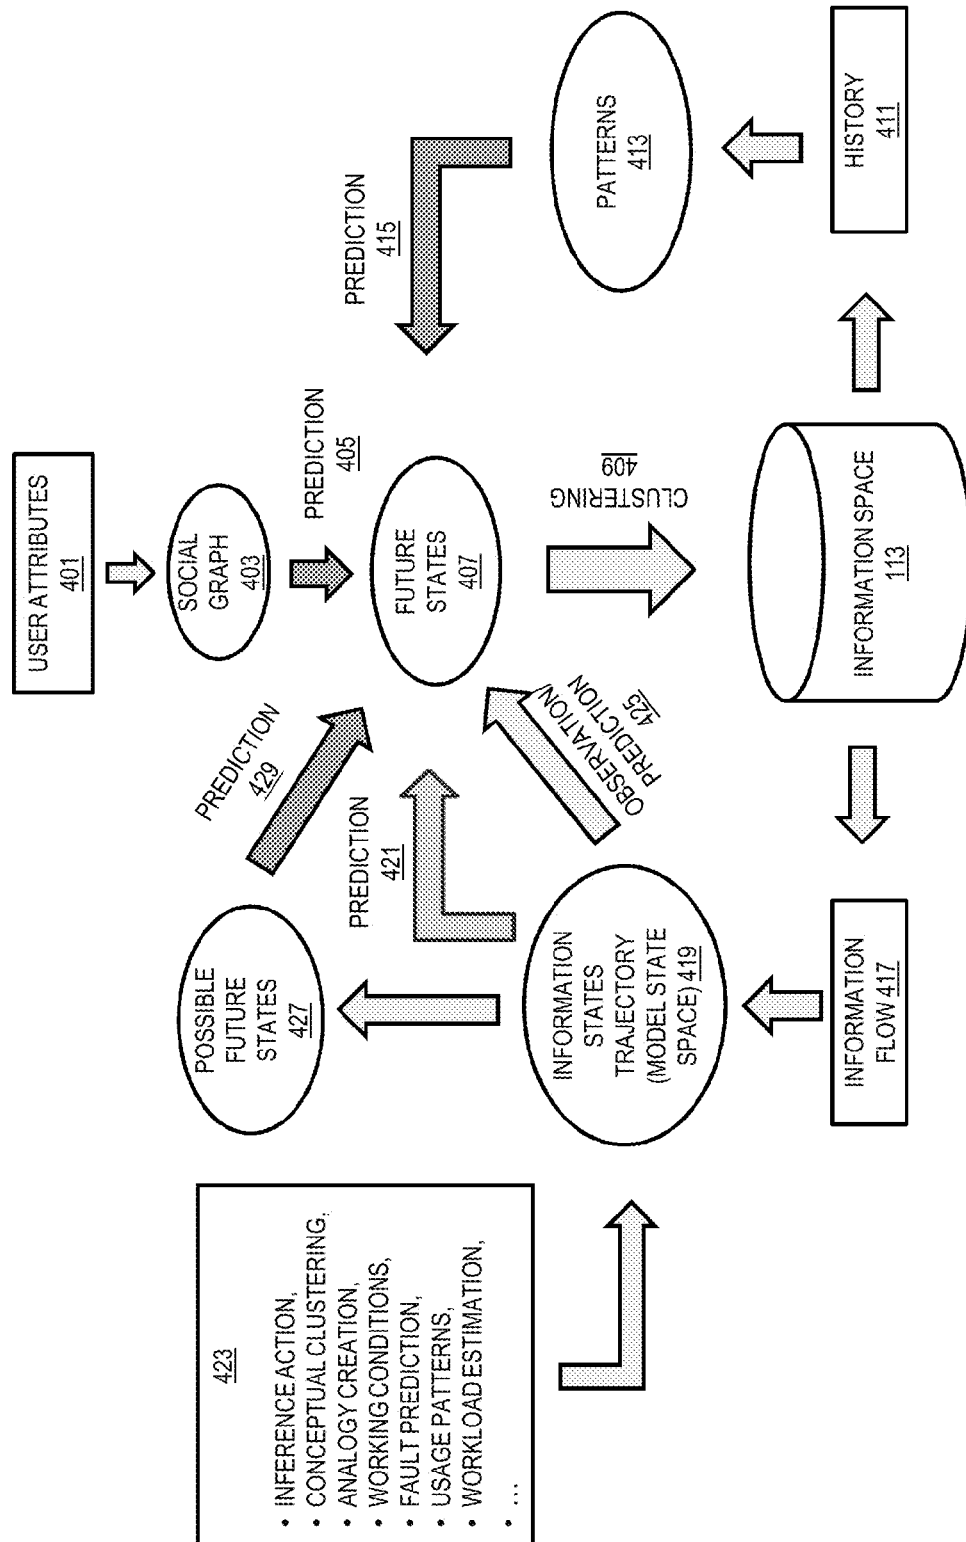 423
• INFERENCE ACTION,
• CONCEPTUAL CLUSTERING,
• ANALOGY CREATION,
• WORKING CONDITIONS,
• FAULT PREDICTION,
• USAGE PATTERNS,
• WORKLOAD ESTIMATION,
• ...
POSSIBLE
FUTURE
STATES
427
PREDICTION
429
USER ATTRIBUTES
401
SOCIAL
GRAPH
403
PREDICTION
405
PREDICTION
415
PREDICTION
421
FUTURE
STATES
407
INFORMATION
STATES
TRAJECTORY
(MODEL STATE
SPACE) 419
OBSERVATION/
PREDICTION
425
CLUSTERING
409
PATTERNS
413
INFORMATION
FLOW 417
INFORMATION SPACE
113
HISTORY
411